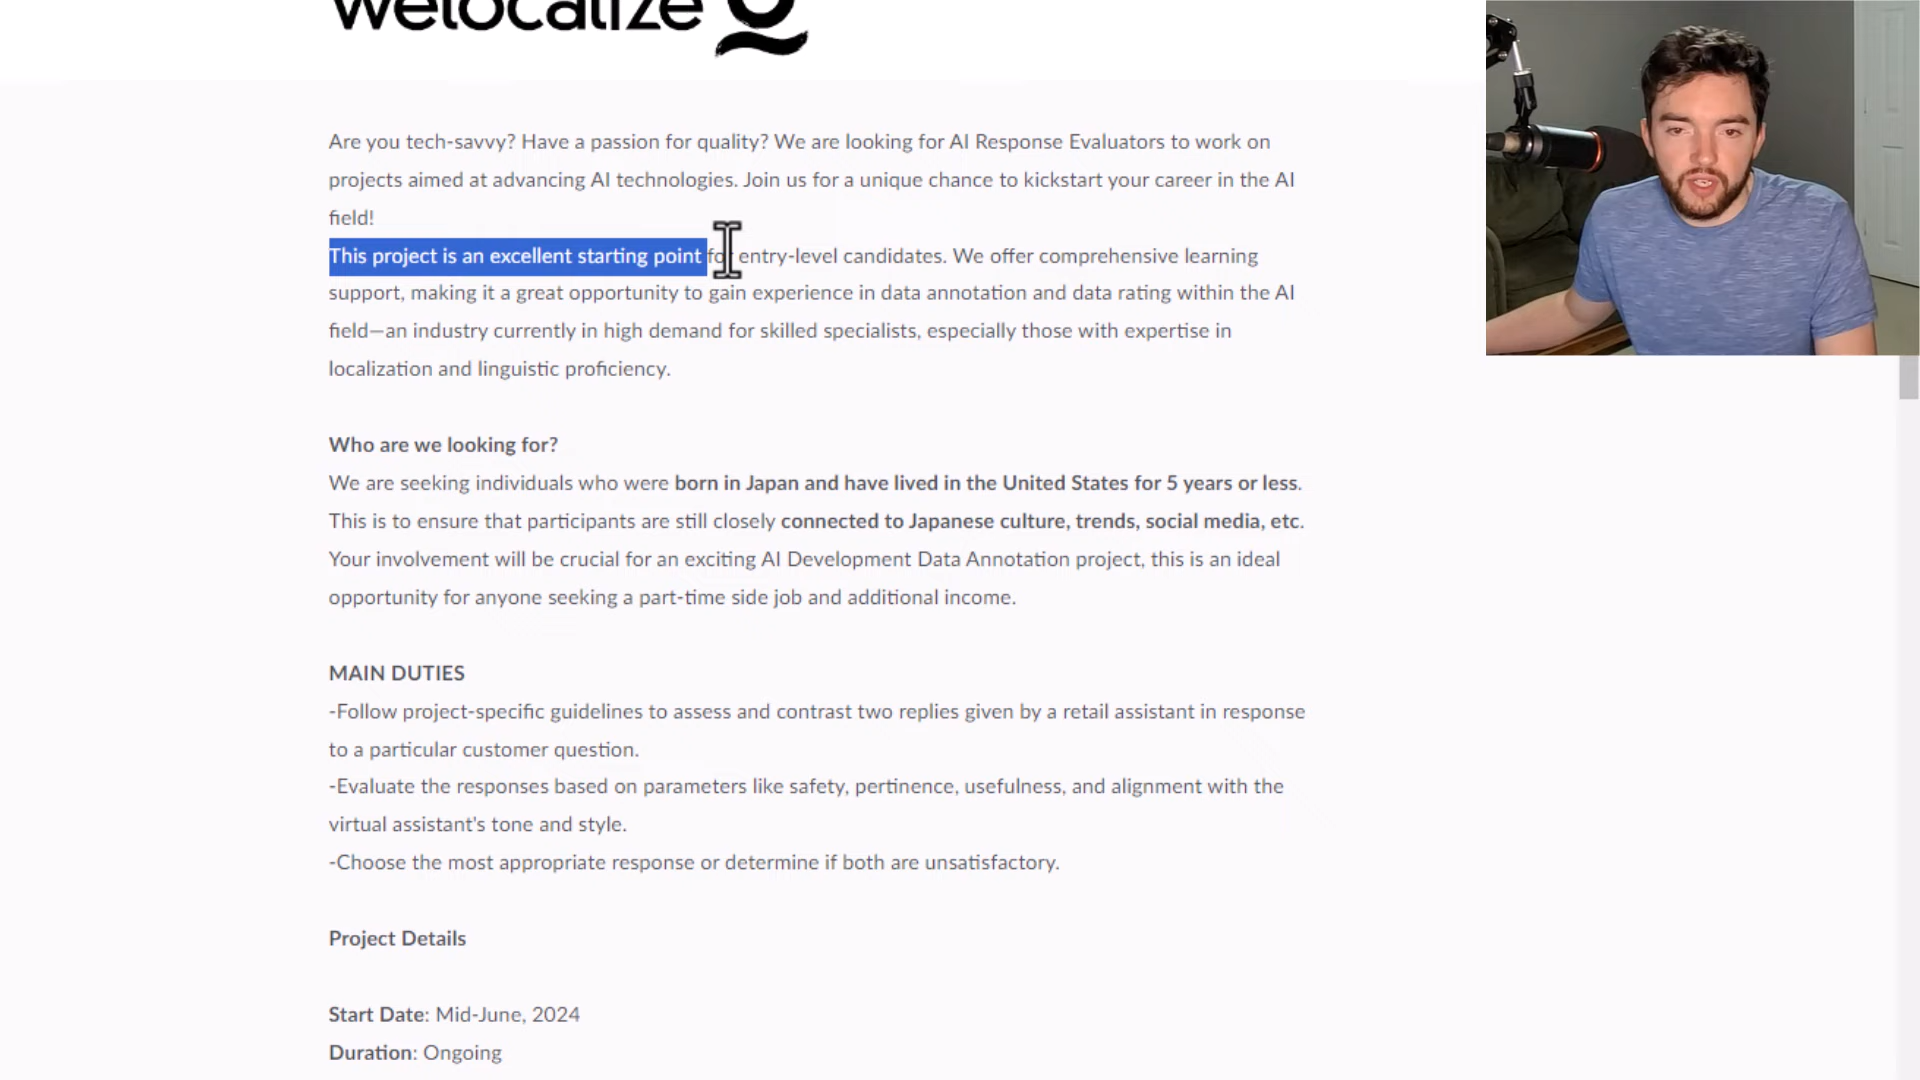 welocalize
Are you tech-savvy? Have a passion for quality? We are looking for AI Response Evaluators to work on
projects aimed at advancing AI technologies. Join us for a unique chance to kickstart your career in the AI
field!
This project is an excellent starting point for entry-level candidates. We offer comprehensive learning
support, making it a great opportunity to gain experience in data annotation and data rating within the AI
field—an industry currently in high demand for skilled specialists, especially those with expertise in
localization and linguistic proficiency.
Who are we looking for?
We are seeking individuals who were born in Japan and have lived in the United States for 5 years or less.
This is to ensure that participants are still closely connected to Japanese culture, trends, social media, etc.
Your involvement will be crucial for an exciting AI Development Data Annotation project, this is an ideal
opportunity for anyone seeking a part-time side job and additional income.
MAIN DUTIES
-Follow project-specific guidelines to assess and contrast two replies given by a retail assistant in response
to a particular customer question.
-Evaluate the responses based on parameters like safety, pertinence, usefulness, and alignment with the
virtual assistant's tone and style.
-Choose the most appropriate response or determine if both are unsatisfactory.
Project Details
Start Date: Mid-June, 2024
Duration: Ongoing